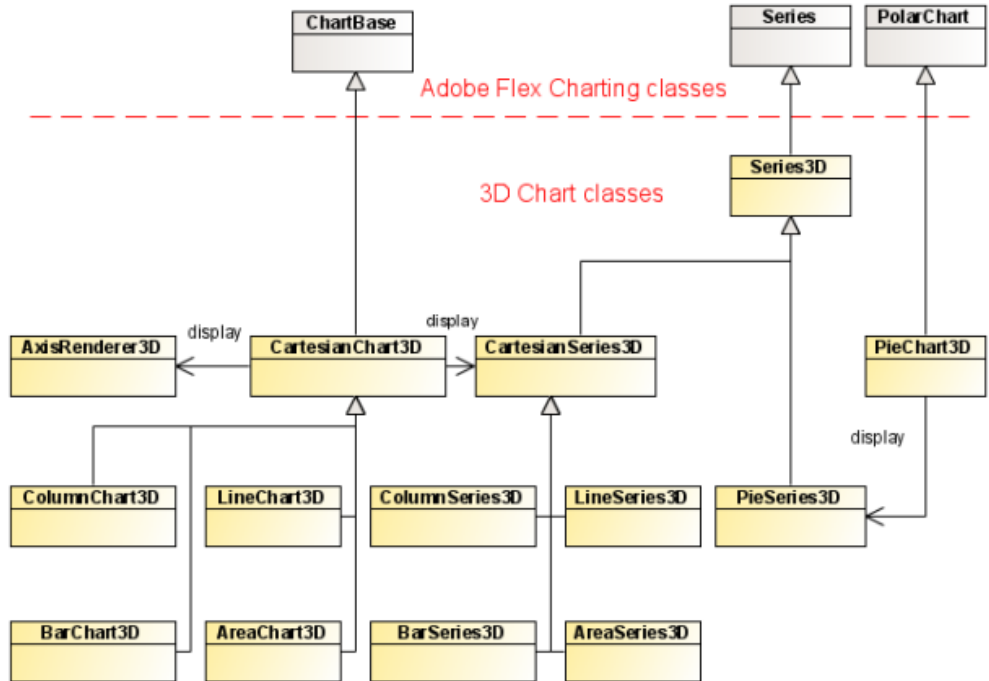 ChartBase
Series
PolarChart
Adobe Flex Charting classes
Series3D
3D Chart classes
display
display
AxisRenderer3D
CartesianChart3D
CartesianSeries3D
PieChart3D
display
ColumnChart3D
LineChart3D
ColumnSeries3D
LineSeries3D
PieSeries3D
BarChart3D
AreaChart3D
BarSeries3D
AreaSeries3D